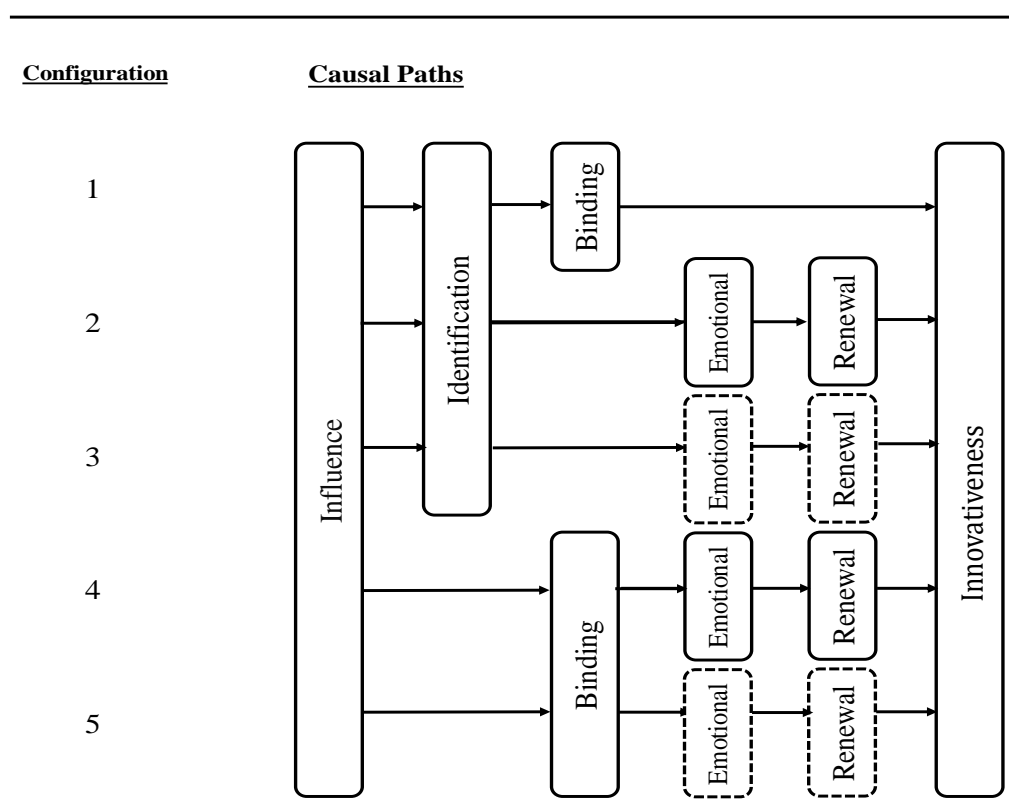 Configuration
Causal Paths
1
2
3
4
5
Influence
Identification
Binding
Emotional
Renewal
Emotional
Renewal
Binding
Emotional
Renewal
Emotional
Renewal
Innovativeness